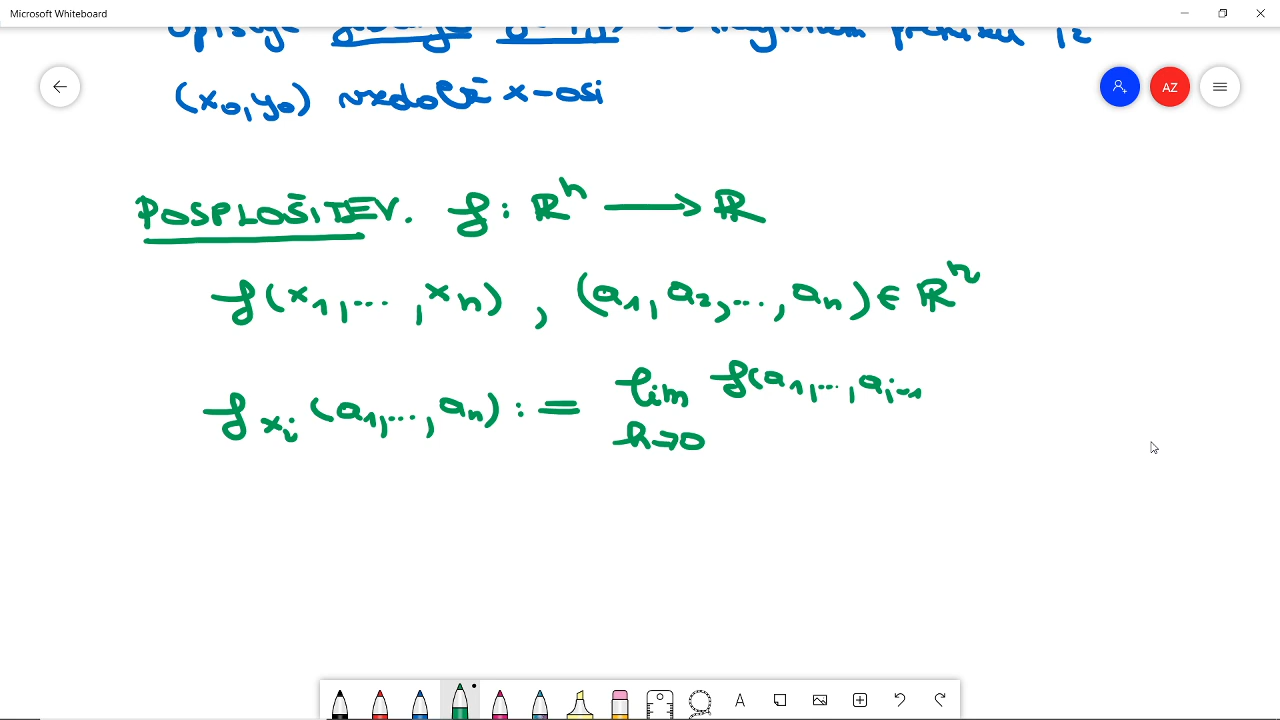 Microsoft Whiteboard
(x₀,y₀) vzdolž x-osi
AZ
POSPLOŠITEV. f: ℝⁿ ⟶ ℝ
f(x₁,...,xₙ), (a₁,a₂,...,aₙ)∈ℝⁿ
f_{xᵢ}(a₁,...,aₙ) := lim f(a₁,...,a_{i-1}
h→0
A